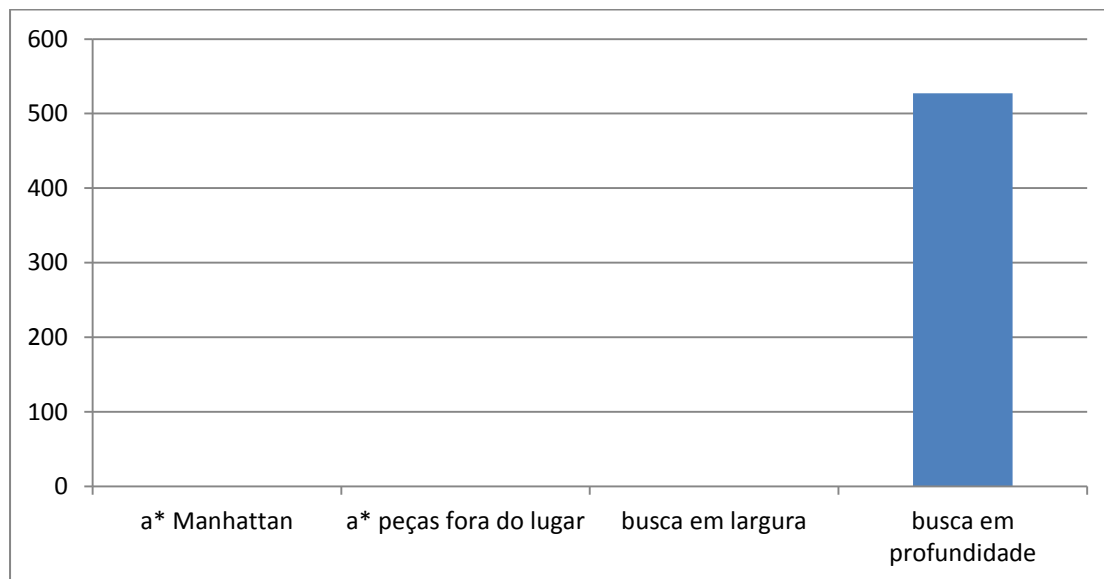 600
500
400
300
200
100
0
a* Manhattan
a* peças fora do lugar
busca em largura
busca em
profundidade